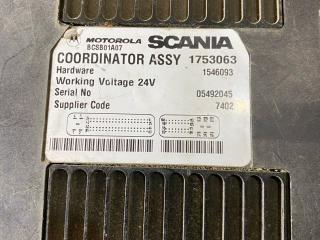 MOTOROLA SCANIA
BCSB01A07
COORDINATOR ASSY 1753063
Hardware 1546093
Working Voltage 24V
Serial No 05492045
Supplier Code 7402